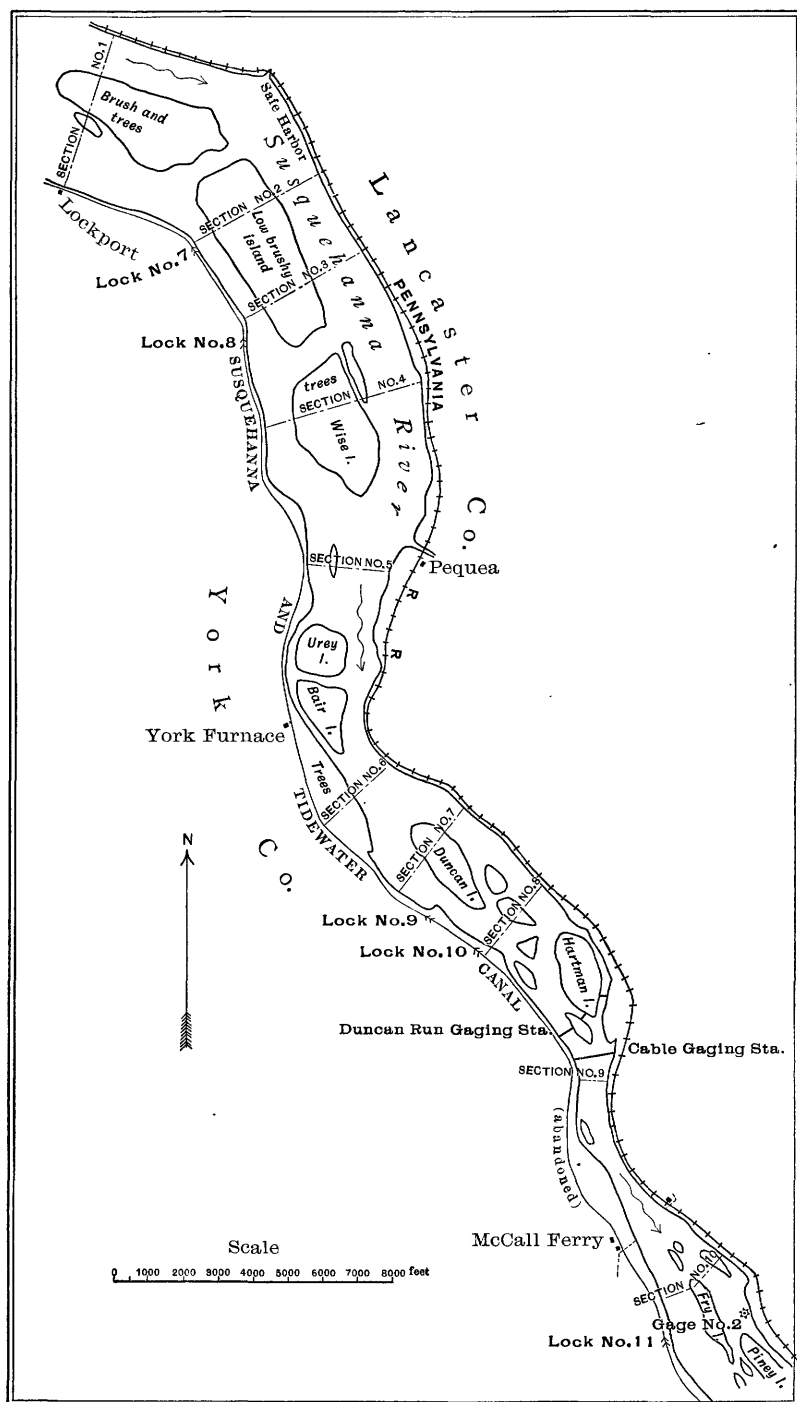 SECTION NO.1
Brush and
trees
Safe Harbor
Lockport
SECTION NO.2
Lock No.7
Low brushy
island
SECTION NO.3
Susquehanna
River
Lancaster
Co.
PENNSYLVANIA
R
R
Lock No.8
trees
SECTION NO.4
Wise I.
SUSQUEHANNA
AND
TIDEWATER
CANAL
(abandoned)
SECTION NO.5
Pequea
York
Co.
Urey
I.
Bair I.
York Furnace
Trees
SECTION NO.6
SECTION NO.7
Duncan I.
N
SECTION NO.8
Lock No.9
Lock No.10
Hartman I.
Duncan Run Gaging Sta.
Cable Gaging Sta.
SECTION NO.9
McCall Ferry
Scale
0 1000 2000 3000 4000 5000 6000 7000 8000 feet
SECTION NO.10
Fry I.
Gage No.2
Lock No.11
Piney I.